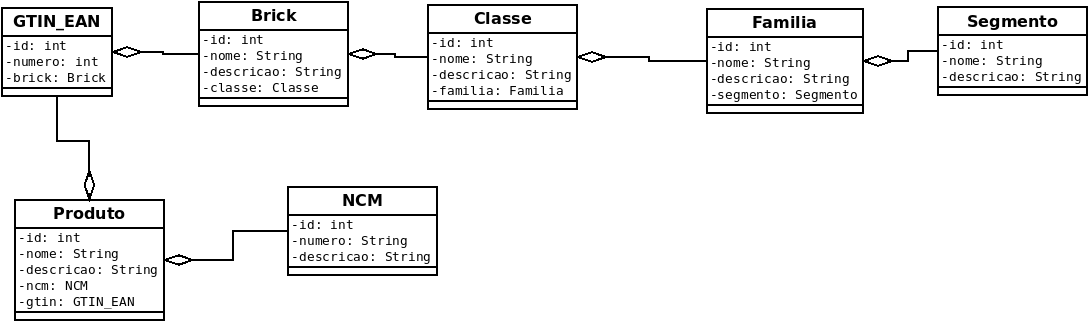 GTIN_EAN
-id: int
-numero: int
-brick: Brick
Brick
-id: int
-nome: String
-descricao: String
-classe: Classe
Classe
-id: int
-nome: String
-descricao: String
-familia: Familia
Familia
-id: int
-nome: String
-descricao: String
-segmento: Segmento
Segmento
-id: int
-nome: String
-descricao: String
Produto
-id: int
-nome: String
-descricao: String
-ncm: NCM
-gtin: GTIN_EAN
NCM
-id: int
-numero: String
-descricao: String